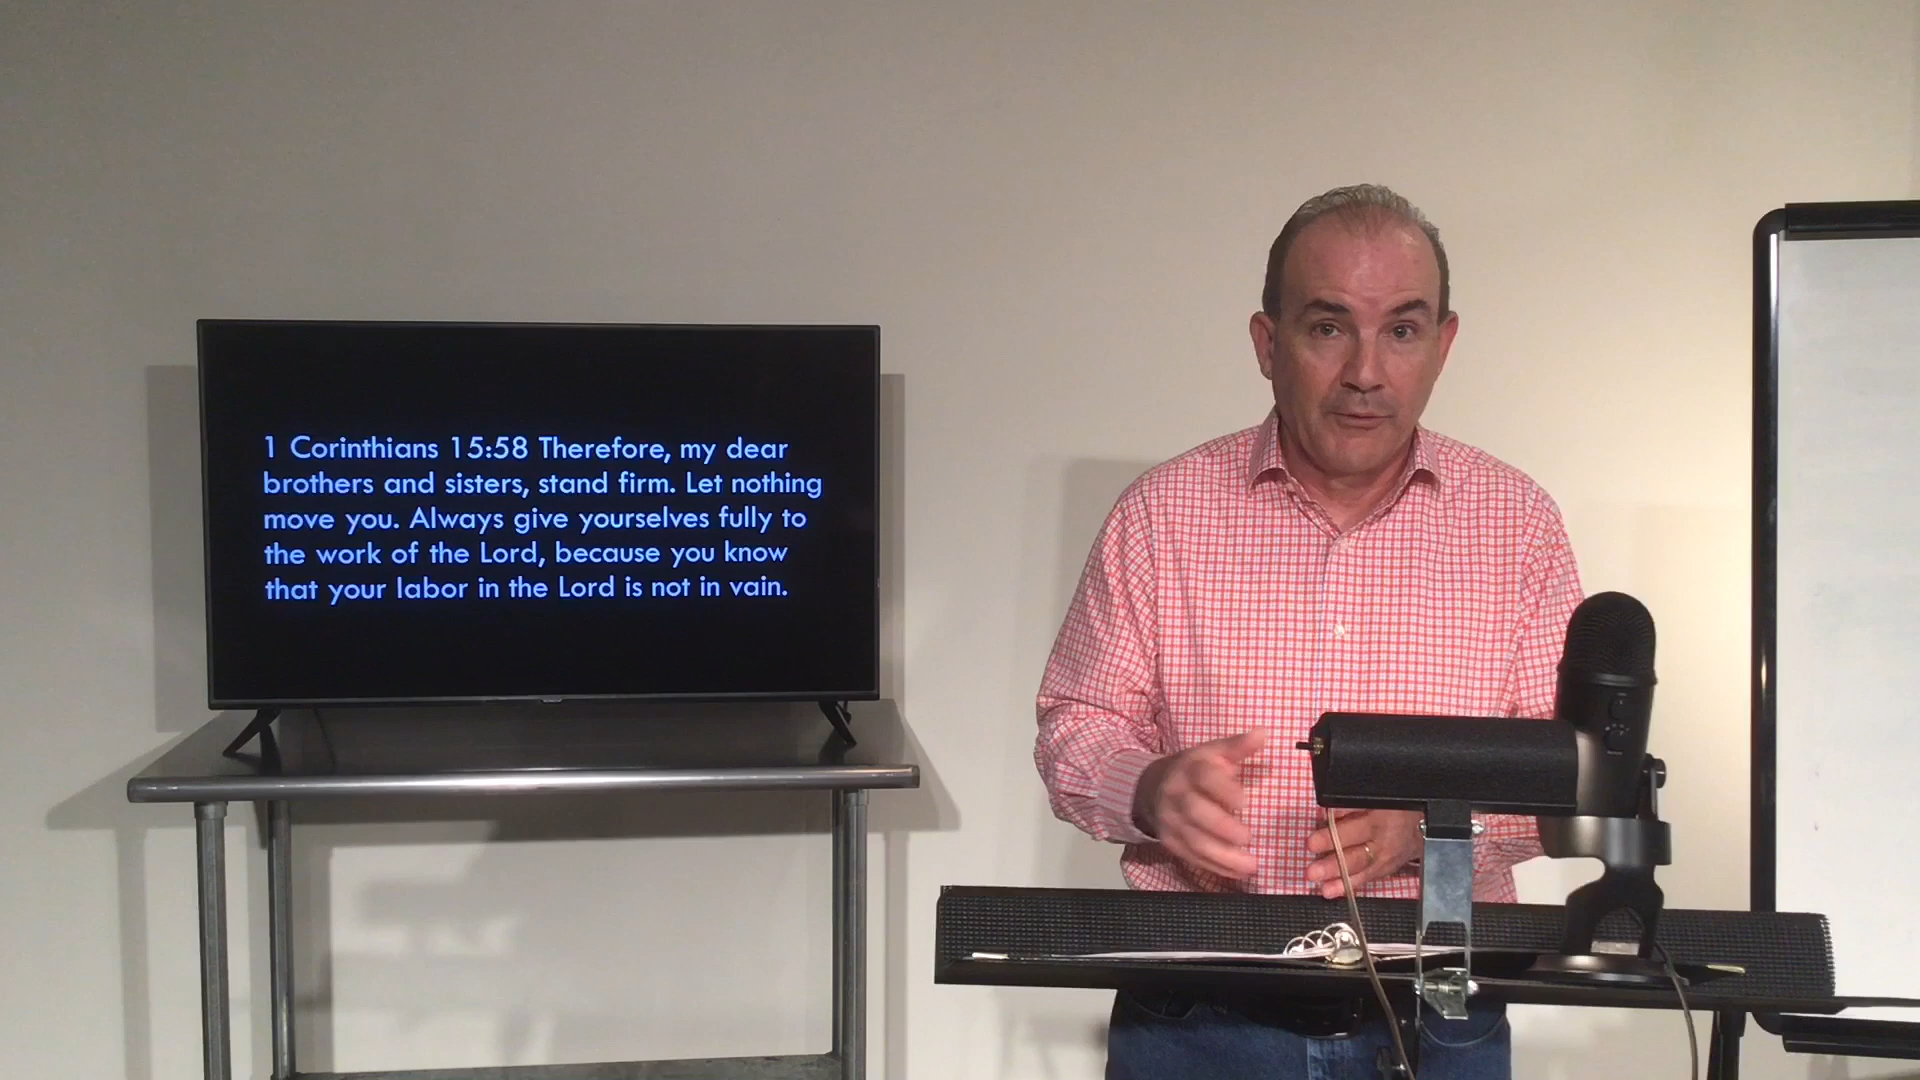 1 Corinthians 15:58 Therefore, my dear
brothers and sisters, stand firm. Let nothing
move you. Always give yourselves fully to
the work of the Lord, because you know
that your labor in the Lord is not in vain.